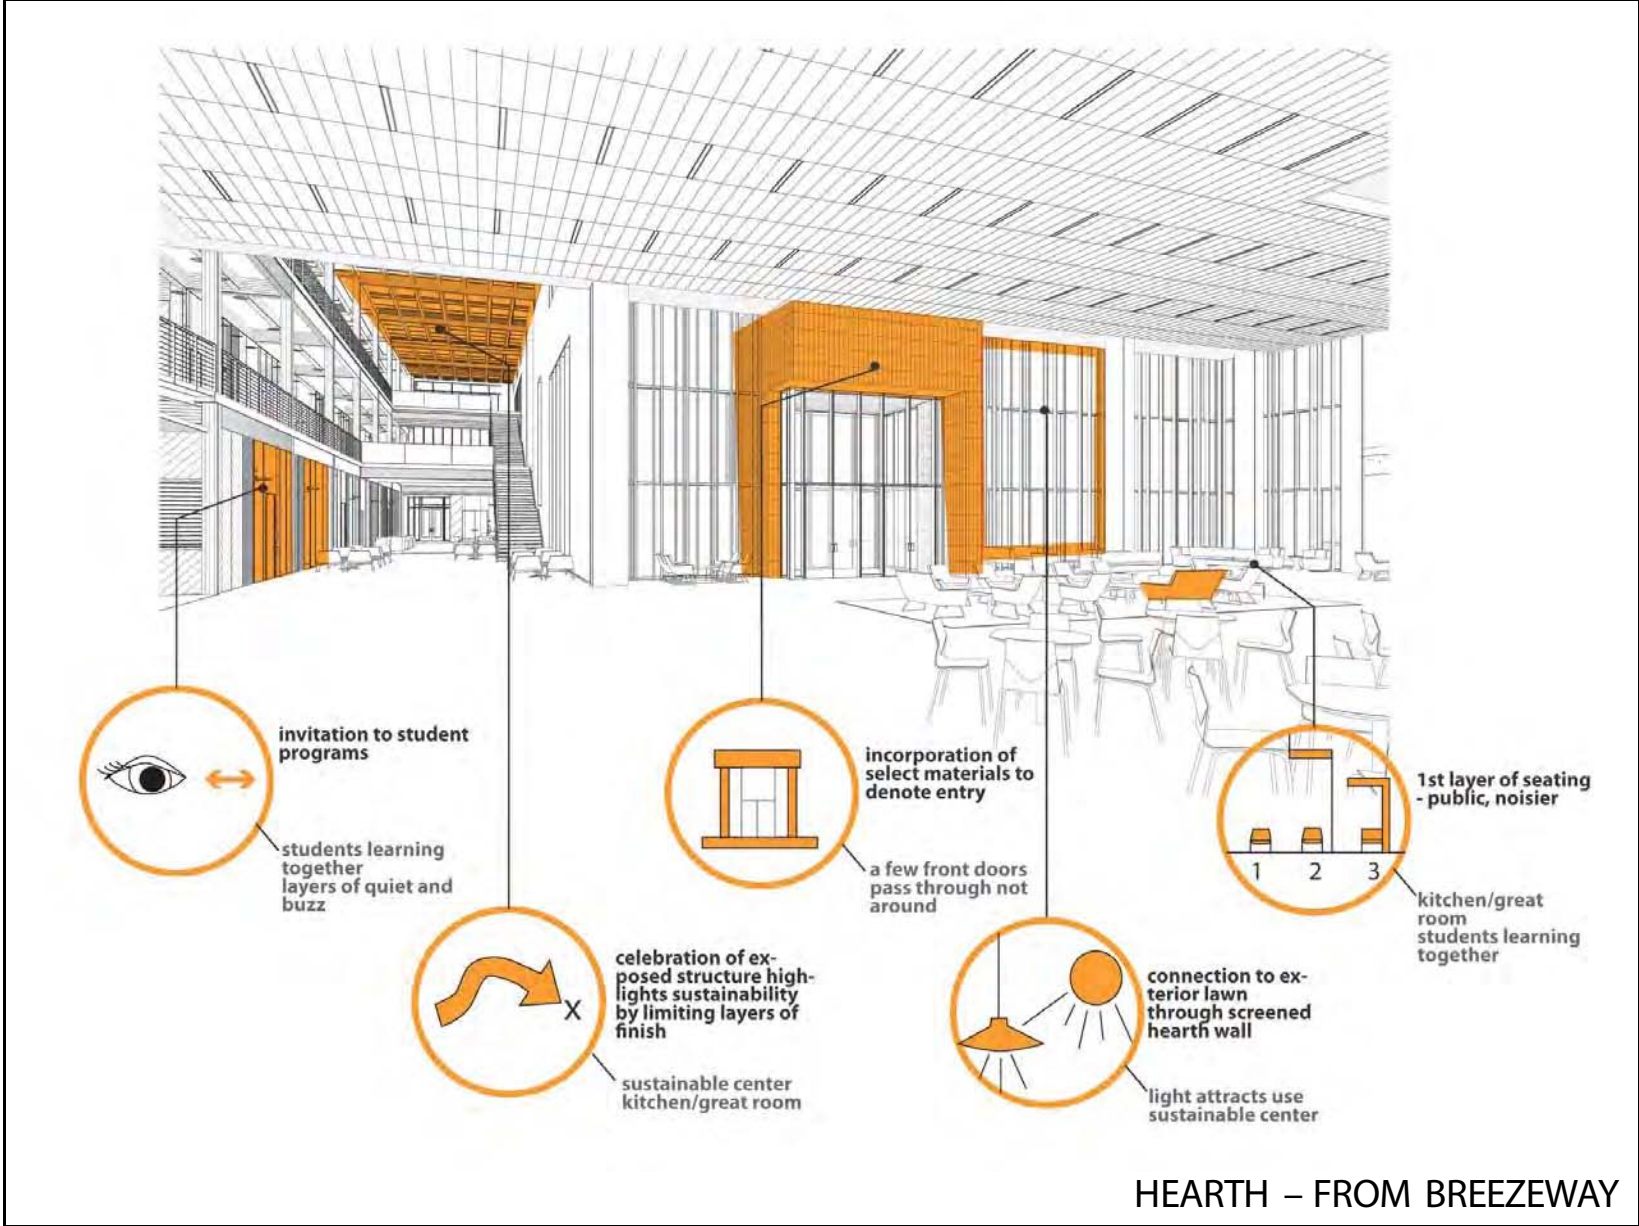 invitation to student
programs
students learning
together
layers of quiet and
buzz
celebration of ex-
posed structure high-
lights sustainability
by limiting layers of
finish
X
sustainable center
kitchen/great room
incorporation of
select materials to
denote entry
a few front doors
pass through not
around
connection to ex-
terior lawn
through screened
hearth wall
light attracts use
sustainable center
1st layer of seating
- public, noisier
1 2 3
kitchen/great
room
students learning
together
HEARTH – FROM BREEZEWAY